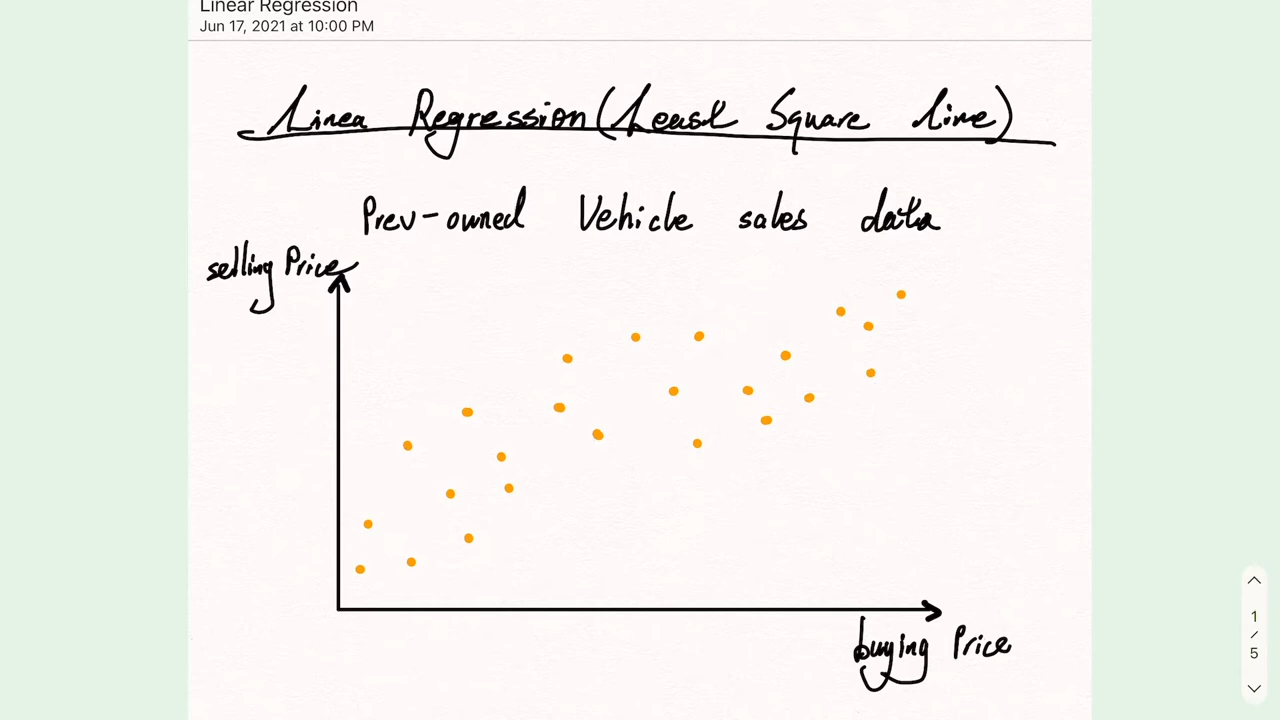 Linear Regression
Jun 17, 2021 at 10:00 PM
Linear Regression (Least Square line)
Prev-owned Vehicle sales data
selling Price
buying Price
1
/
5